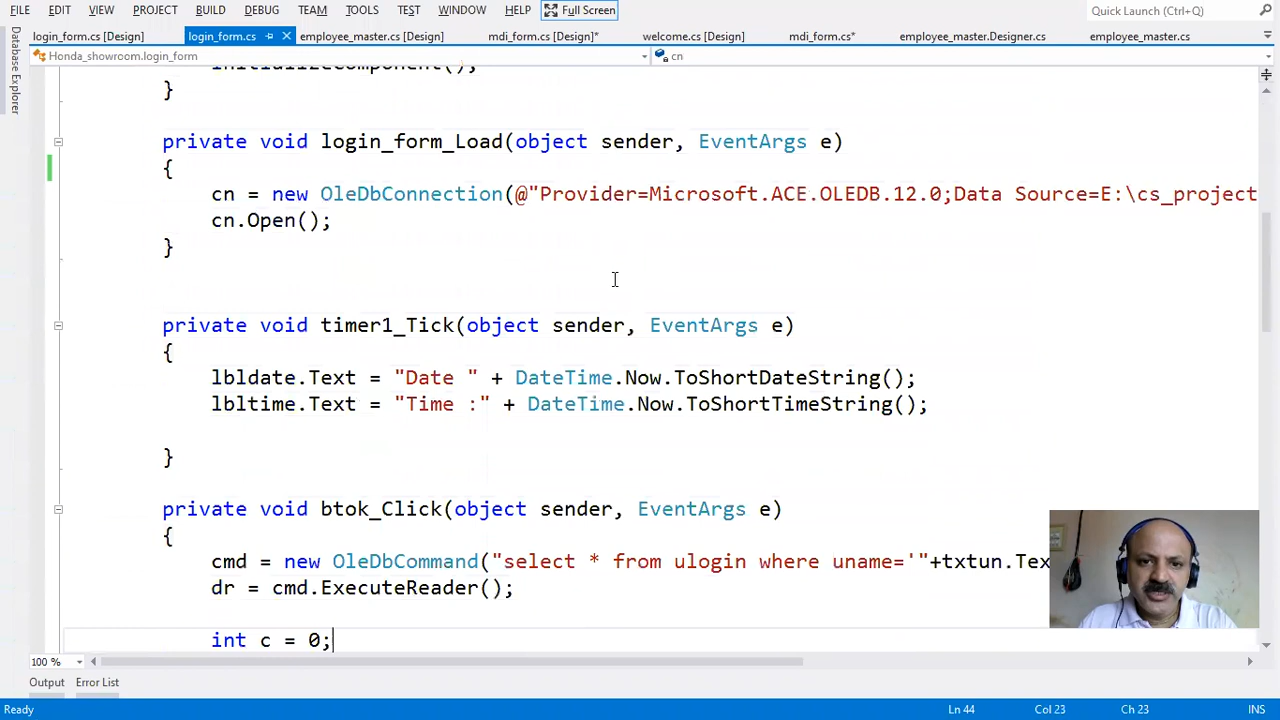 FILE EDIT VIEW PROJECT BUILD DEBUG TEAM TOOLS TEST WINDOW HELP Full Screen Quick Launch (Ctrl+Q)
login_form.cs [Design] login_form.cs employee_master.cs [Design] mdi_form.cs [Design]* welcome.cs [Design] mdi_form.cs* employee_master.Designer.cs employee_master.cs
Database Explorer
Honda_showroom.login_form cn
InitializeComponent();
}
private void login_form_Load(object sender, EventArgs e)
{
cn = new OleDbConnection(@"Provider=Microsoft.ACE.OLEDB.12.0;Data Source=E:\cs_project
cn.Open();
}
private void timer1_Tick(object sender, EventArgs e)
{
lbldate.Text = "Date " + DateTime.Now.ToShortDateString();
lbltime.Text = "Time :" + DateTime.Now.ToShortTimeString();
}
private void btok_Click(object sender, EventArgs e)
{
cmd = new OleDbCommand("select * from ulogin where uname='"+txtun.Tex
dr = cmd.ExecuteReader();
int c = 0;
100 %
Output Error List
Ready Ln 44 Col 23 Ch 23 INS